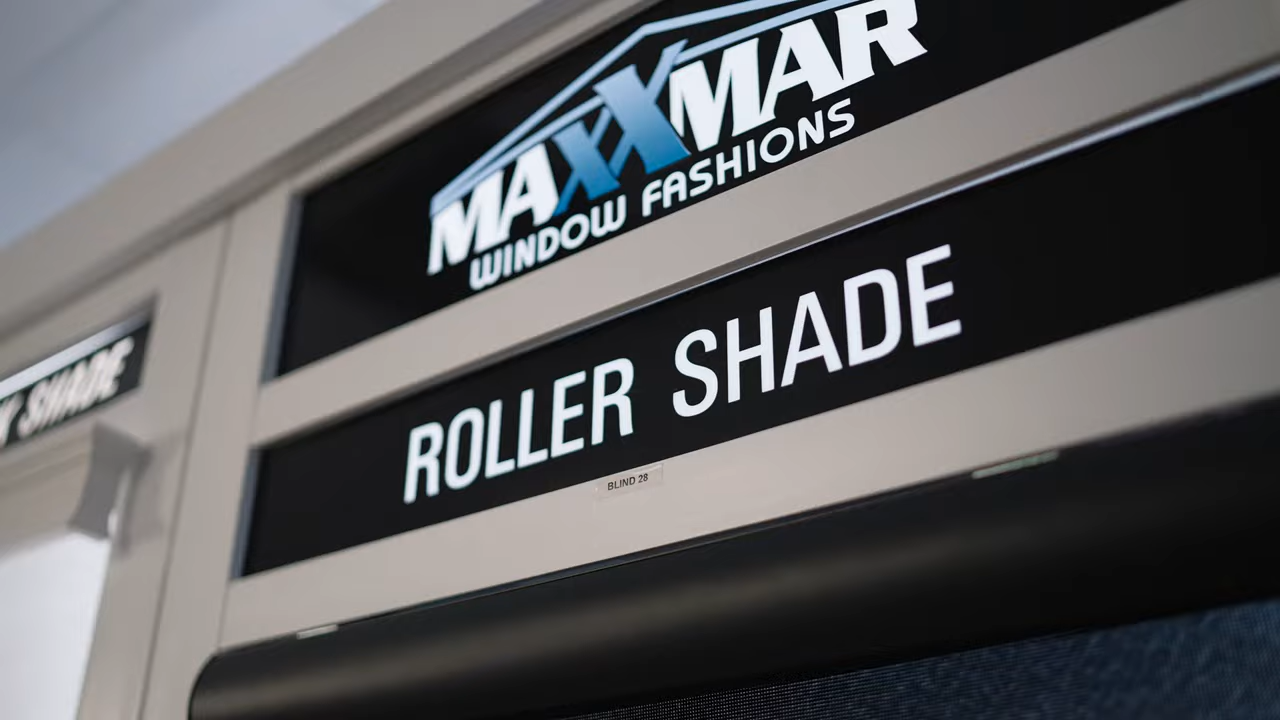 MAXXMAR
WINDOW FASHIONS
ROLLER SHADE
BLIND 28
SHADE